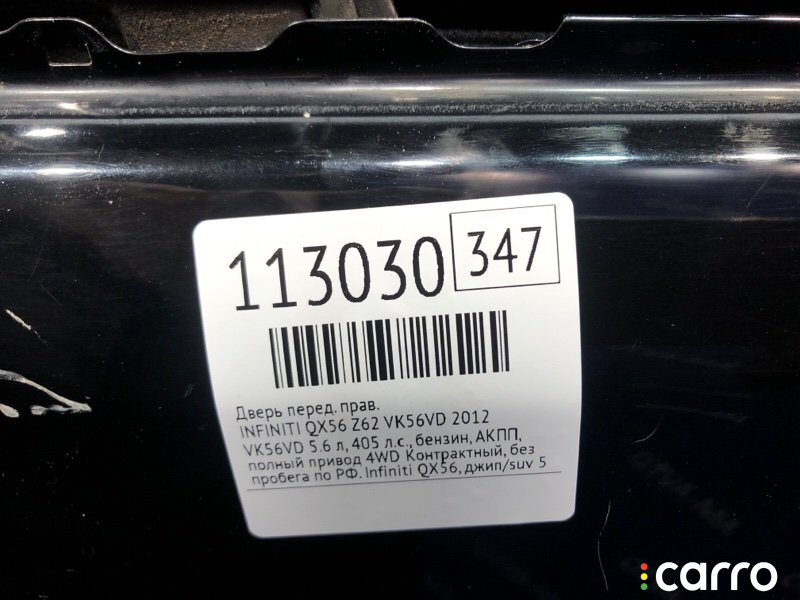 113030 347
Дверь перед. прав.
INFINITI QX56 Z62 VK56VD 2012
VK56VD 5.6 л, 405 л.с., бензин, АКПП,
полный привод 4WD Контрактный, без
пробега по РФ. Infiniti QX56, джип/suv 5
carro